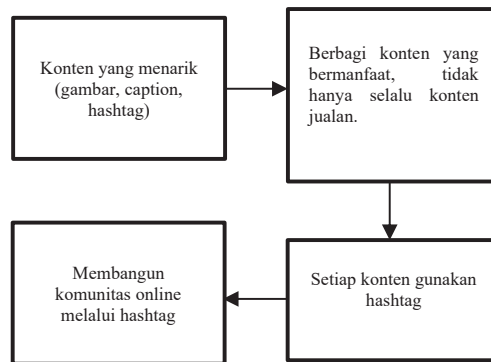 Konten yang menarik
(gambar, caption,
hashtag)
Berbagi konten yang
bermanfaat, tidak
hanya selalu konten
jualan.
Setiap konten gunakan
hashtag
Membangun
komunitas online
melalui hashtag